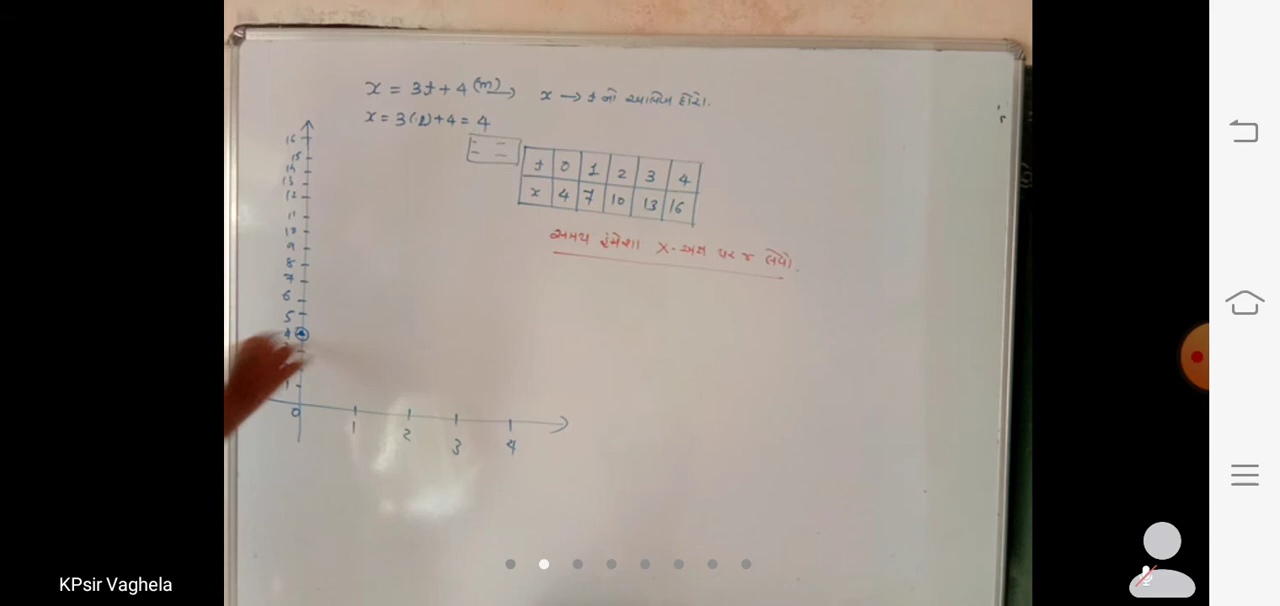 x = 3t + 4 (m), x → t નો આલેખ દોરો.
x = 3(2)+4 = 4
t 0 1 2 3 4
x 4 7 10 13 16
સમય હંમેશા X-અક્ષ પર જ લેવો.
16
15
14
13
12
11
10
9
8
7
6
5
4
1
0
1 2 3 4
KPsir Vaghela